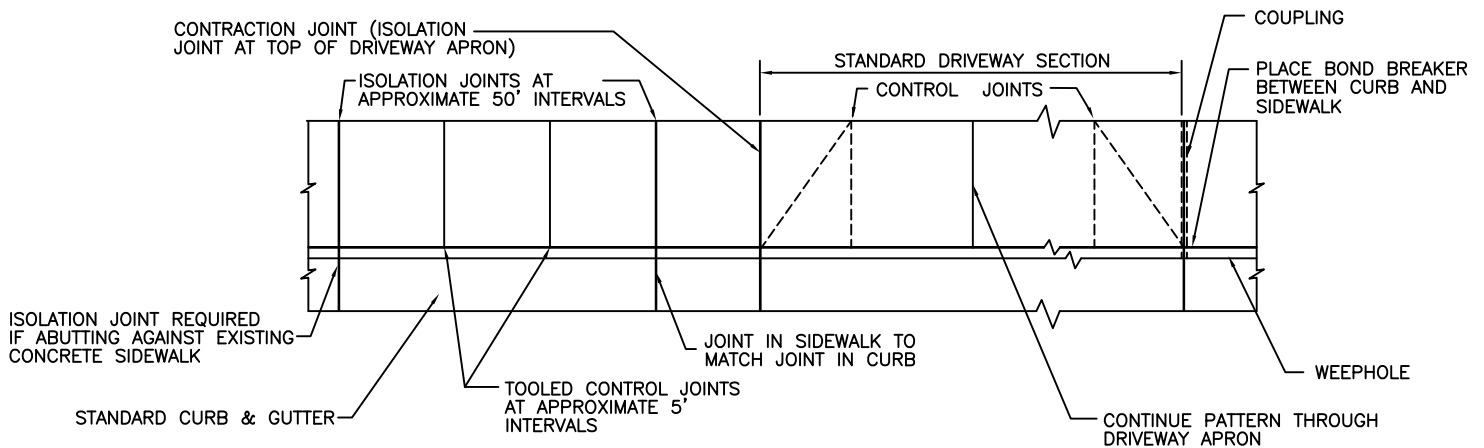 CONTRACTION JOINT (ISOLATION
JOINT AT TOP OF DRIVEWAY APRON)
ISOLATION JOINTS AT
APPROXIMATE 50' INTERVALS
STANDARD DRIVEWAY SECTION
CONTROL JOINTS
COUPLING
PLACE BOND BREAKER
BETWEEN CURB AND
SIDEWALK
ISOLATION JOINT REQUIRED
IF ABUTTING AGAINST EXISTING
CONCRETE SIDEWALK
STANDARD CURB & GUTTER
TOOLED CONTROL JOINTS
AT APPROXIMATE 5'
INTERVALS
JOINT IN SIDEWALK TO
MATCH JOINT IN CURB
WEEPHOLE
CONTINUE PATTERN THROUGH
DRIVEWAY APRON